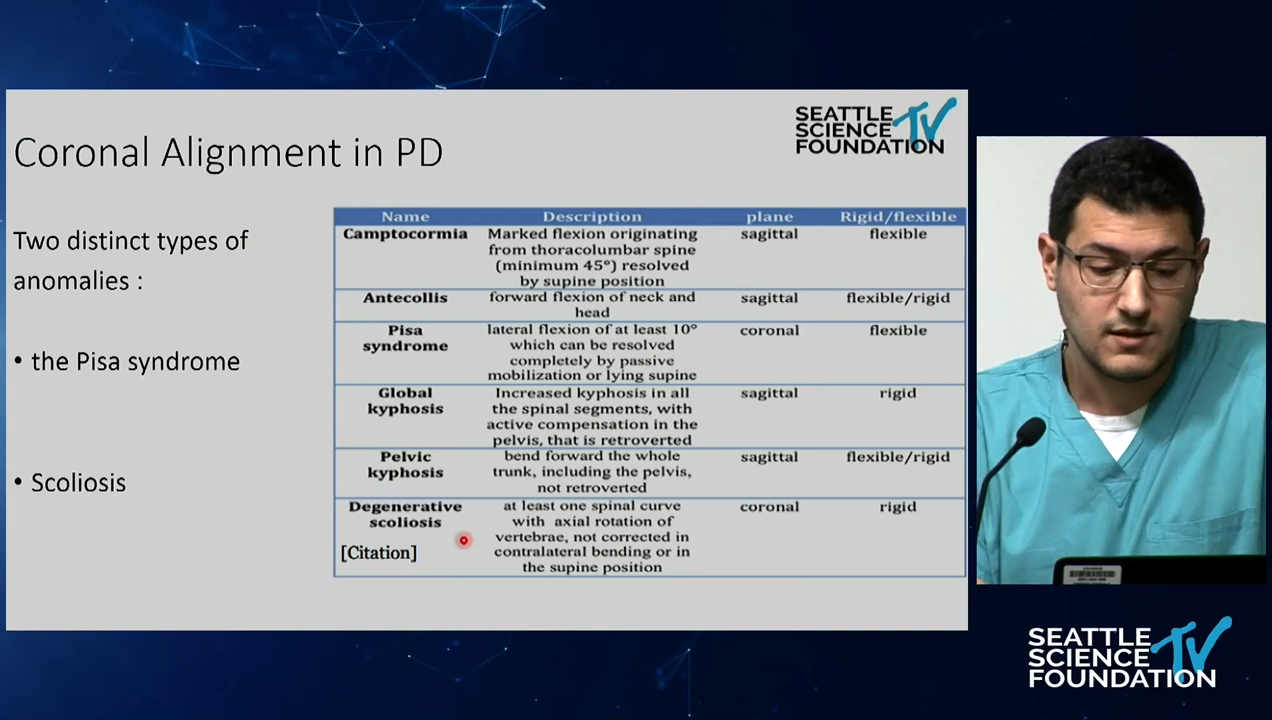 SEATTLE
SCIENCE TV
FOUNDATION
Coronal Alignment in PD
Two distinct types of
anomalies :
• the Pisa syndrome
• Scoliosis
Name Description plane Rigid/flexible
Camptocormia Marked flexion originating sagittal flexible
from thoracolumbar spine
(minimum 45°) resolved
by supine position
Antecollis forward flexion of neck and sagittal flexible/rigid
head
Pisa lateral flexion of at least 10° coronal flexible
syndrome which can be resolved
completely by passive
mobilization or lying supine
Global Increased kyphosis in all sagittal rigid
kyphosis the spinal segments, with
active compensation in the
pelvis, that is retroverted
Pelvic bend forward the whole sagittal flexible/rigid
kyphosis trunk, including the pelvis,
not retroverted
Degenerative at least one spinal curve coronal rigid
scoliosis with axial rotation of
vertebrae, not corrected in
[Citation] contralateral bending or in
the supine position
SEATTLE
SCIENCE TV
FOUNDATION